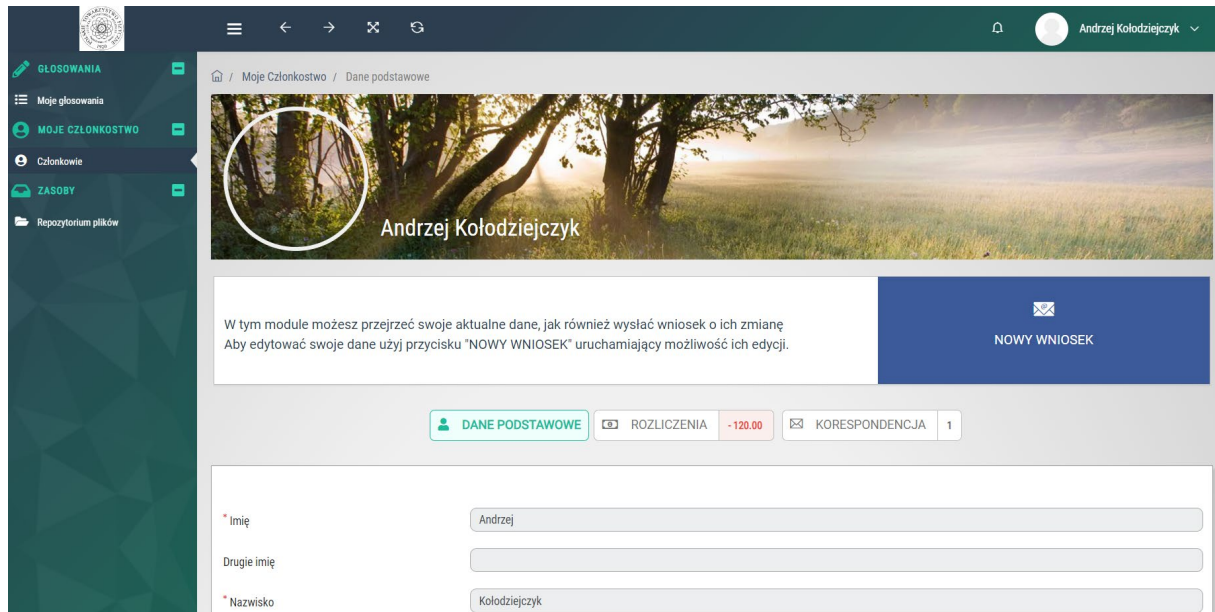 Andrzej Kołodziejczyk
GŁOSOWANIA
Moje głosowania
MOJE CZŁONKOSTWO
Członkowie
ZASOBY
Repozytorium plików
/ Moje Członkostwo / Dane podstawowe
Andrzej Kołodziejczyk
W tym module możesz przejrzeć swoje aktualne dane, jak również wysłać wniosek o ich zmianę
Aby edytować swoje dane użyj przycisku "NOWY WNIOSEK" uruchamiający możliwość ich edycji.
NOWY WNIOSEK
DANE PODSTAWOWE ROZLICZENIA - 120.00 KORESPONDENCJA 1
* Imię Andrzej
Drugie imię
* Nazwisko Kołodziejczyk